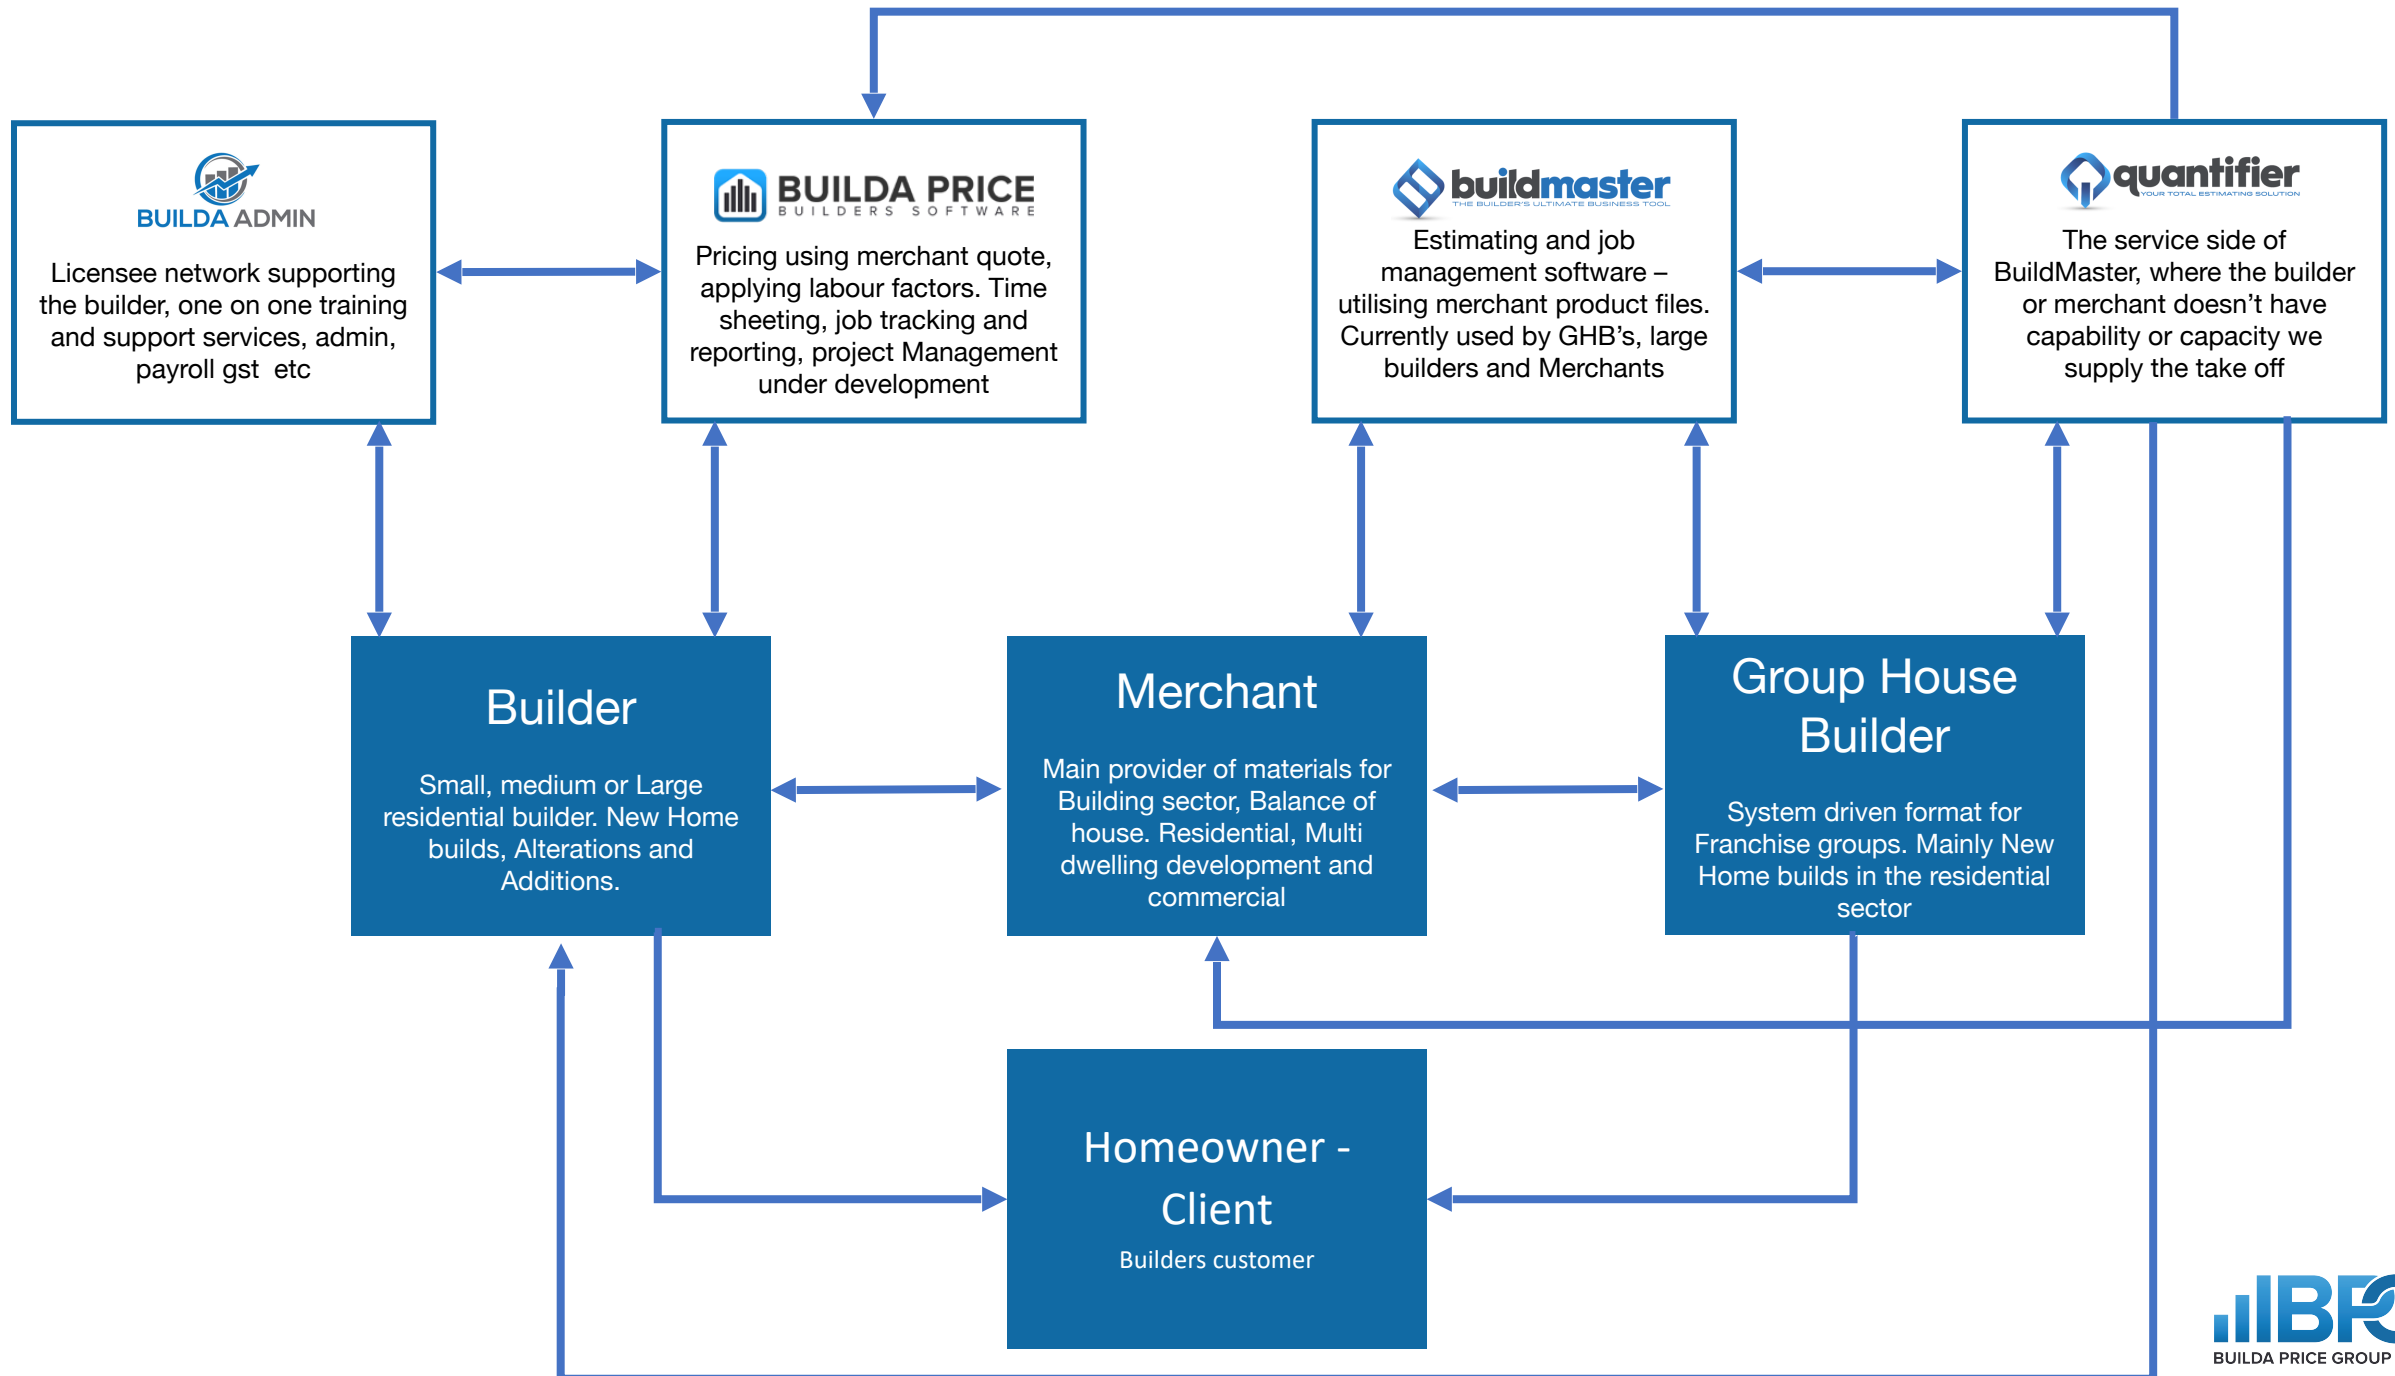 BUILDA ADMIN
Licensee network supporting
the builder, one on one training
and support services, admin,
payroll gst etc
BUILDA PRICE
BUILDERS SOFTWARE
Pricing using merchant quote,
applying labour factors. Time
sheeting, job tracking and
reporting, project Management
under development
buildmaster
THE BUILDER'S ULTIMATE BUSINESS TOOL
Estimating and job
management software –
utilising merchant product files.
Currently used by GHB’s, large
builders and Merchants
quantifier
YOUR TOTAL ESTIMATING SOLUTION
The service side of
BuildMaster, where the builder
or merchant doesn’t have
capability or capacity we
supply the take off
Builder
Small, medium or Large
residential builder. New Home
builds, Alterations and
Additions.
Merchant
Main provider of materials for
Building sector, Balance of
house. Residential, Multi
dwelling development and
commercial
Group House
Builder
System driven format for
Franchise groups. Mainly New
Home builds in the residential
sector
Homeowner -
Client
Builders customer
BP
BUILDA PRICE GROUP